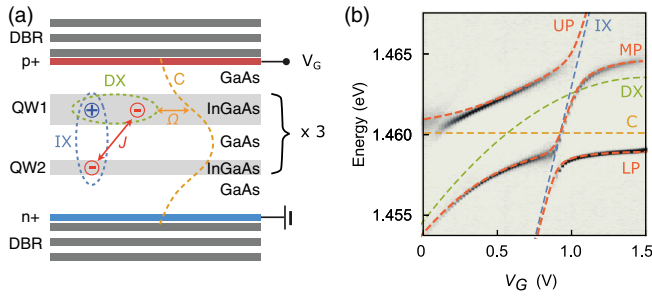 (a)
DBR
p+
V_G
C
GaAs
DX
QW1
InGaAs
Ω
IX
J
GaAs
x 3
QW2
InGaAs
GaAs
n+
DBR
(b)
UP
IX
MP
DX
C
LP
1.465
1.460
1.455
Energy (eV)
0
0.5
1.0
1.5
V_G (V)